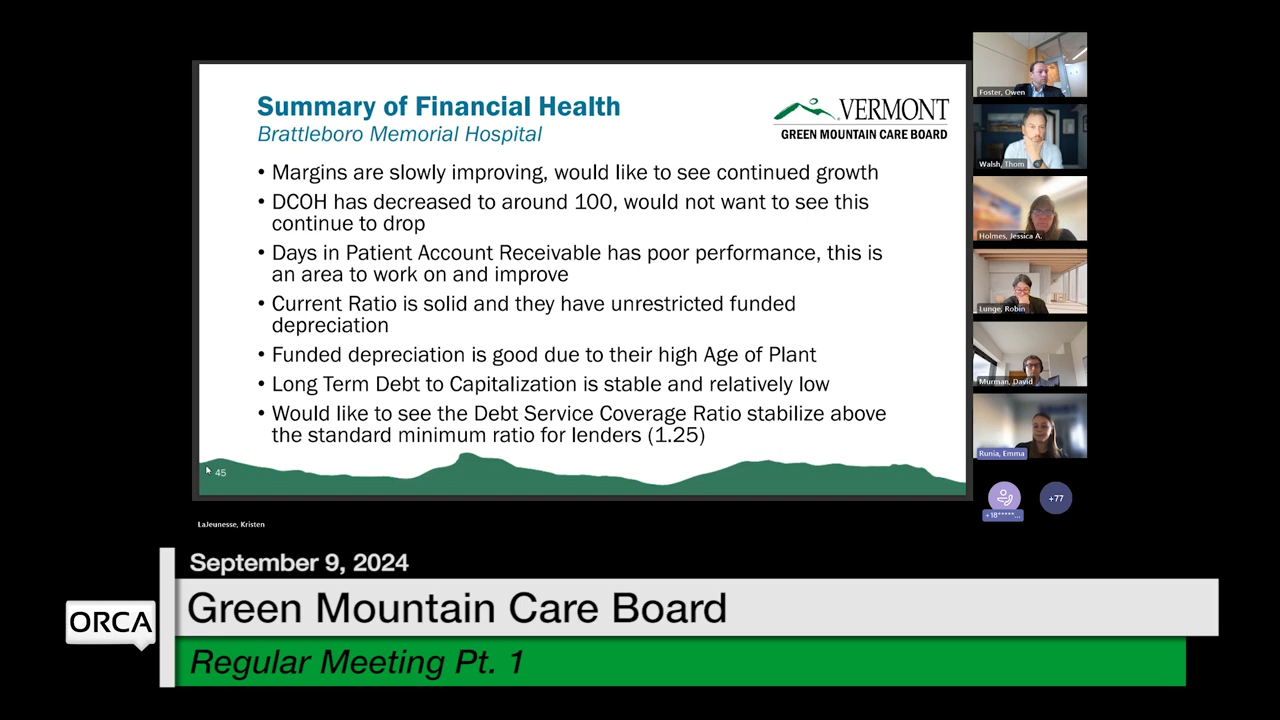 Summary of Financial Health
Brattleboro Memorial Hospital
VERMONT
GREEN MOUNTAIN CARE BOARD
• Margins are slowly improving, would like to see continued growth
• DCOH has decreased to around 100, would not want to see this
continue to drop
• Days in Patient Account Receivable has poor performance, this is
an area to work on and improve
• Current Ratio is solid and they have unrestricted funded
depreciation
• Funded depreciation is good due to their high Age of Plant
• Long Term Debt to Capitalization is stable and relatively low
• Would like to see the Debt Service Coverage Ratio stabilize above
the standard minimum ratio for lenders (1.25)
45
Foster, Owen
Walsh, Thom
Holmes, Jessica A.
Lunge, Robin
Murman, David
Runia, Emma
+18*****...
+77
LaJeunesse, Kristen
September 9, 2024
ORCA
Green Mountain Care Board
Regular Meeting Pt. 1